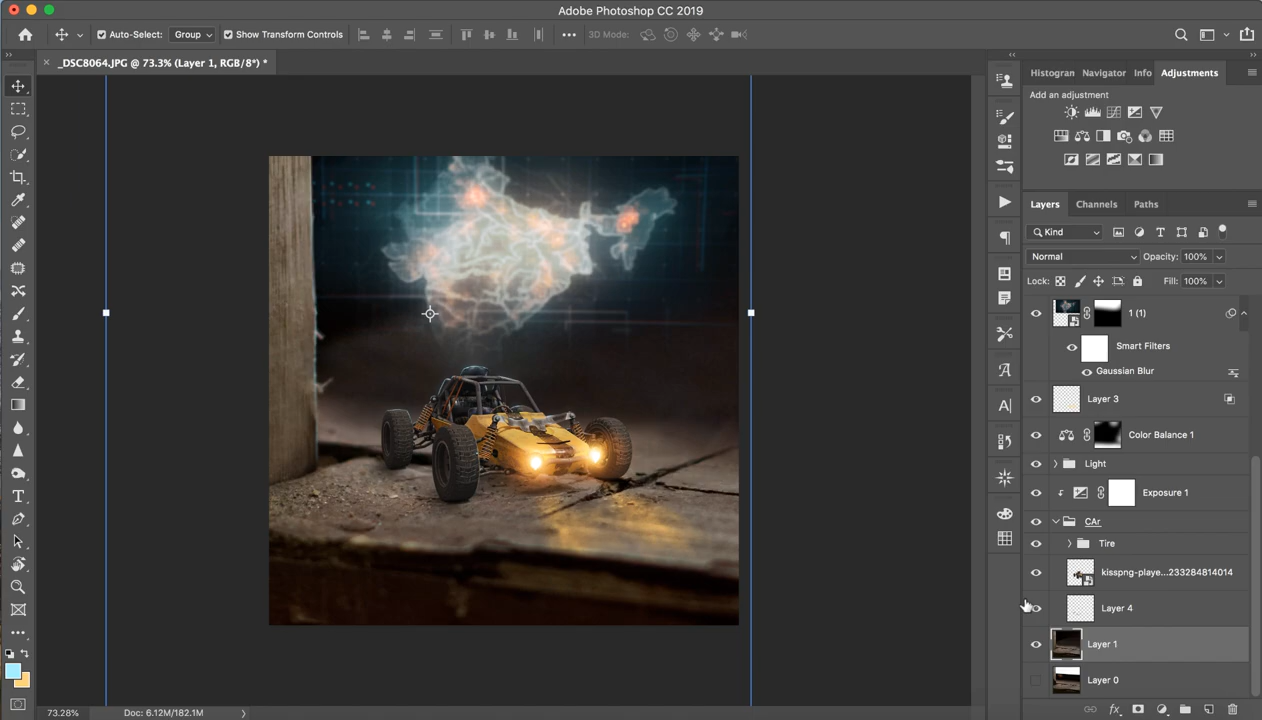 Adobe Photoshop CC 2019
Auto-Select: Group Show Transform Controls 3D Mode:
_DSC8064.JPG @ 73.3% (Layer 1, RGB/8*) *
Histogran Navigator Info Adjustments
Add an adjustment
Layers Channels Paths
Kind
Normal Opacity: 100%
Lock: Fill: 100%
1 (1)
Smart Filters
Gaussian Blur
Layer 3
Color Balance 1
Light
Exposure 1
CAr
Tire
kisspng-playe...233284814014
Layer 4
Layer 1
Layer 0
73.28% Doc: 6.12M/182.1M